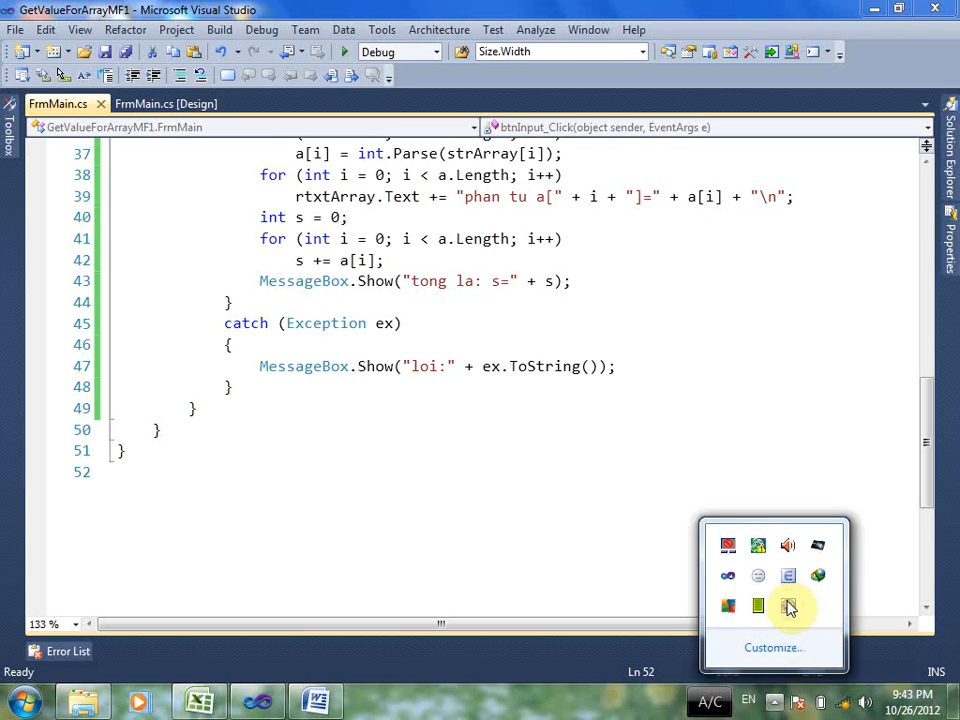 GetValueForArrayMF1 - Microsoft Visual Studio
File Edit View Refactor Project Build Debug Team Data Tools Architecture Test Analyze Window Help
Debug Size.Width
FrmMain.cs FrmMain.cs [Design]
GetValueForArrayMF1.FrmMain btnInput_Click(object sender, EventArgs e)
37 a[i] = int.Parse(strArray[i]);
38 for (int i = 0; i < a.Length; i++)
39 rtxtArray.Text += "phan tu a[" + i + "]=" + a[i] + "\n";
40 int s = 0;
41 for (int i = 0; i < a.Length; i++)
42 s += a[i];
43 MessageBox.Show("tong la: s=" + s);
44 }
45 catch (Exception ex)
46 {
47 MessageBox.Show("loi:" + ex.ToString());
48 }
49 }
50 }
51 }
52
Toolbox
Solution Explorer
Properties
Customize...
133 %
Error List
Ready Ln 52 INS
A/C EN 9:43 PM
10/26/2012